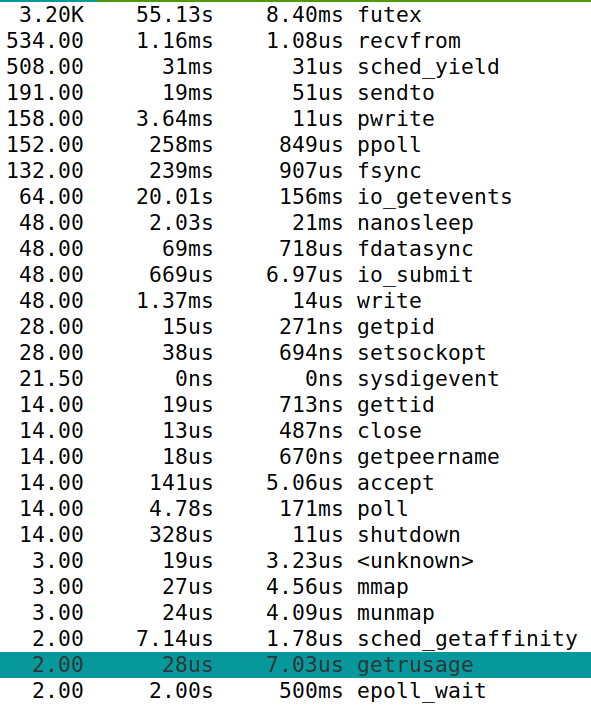 3.20K 55.13s 8.40ms futex
534.00 1.16ms 1.08us recvfrom
508.00 31ms 31us sched_yield
191.00 19ms 51us sendto
158.00 3.64ms 11us pwrite
152.00 258ms 849us ppoll
132.00 239ms 907us fsync
64.00 20.01s 156ms io_getevents
48.00 2.03s 21ms nanosleep
48.00 69ms 718us fdatasync
48.00 669us 6.97us io_submit
48.00 1.37ms 14us write
28.00 15us 271ns getpid
28.00 38us 694ns setsockopt
21.50 0ns 0ns sysdigevent
14.00 19us 713ns gettid
14.00 13us 487ns close
14.00 18us 670ns getpeername
14.00 141us 5.06us accept
14.00 4.78s 171ms poll
14.00 328us 11us shutdown
3.00 19us 3.23us <unknown>
3.00 27us 4.56us mmap
3.00 24us 4.09us munmap
2.00 7.14us 1.78us sched_getaffinity
2.00 28us 7.03us getrusage
2.00 2.00s 500ms epoll_wait